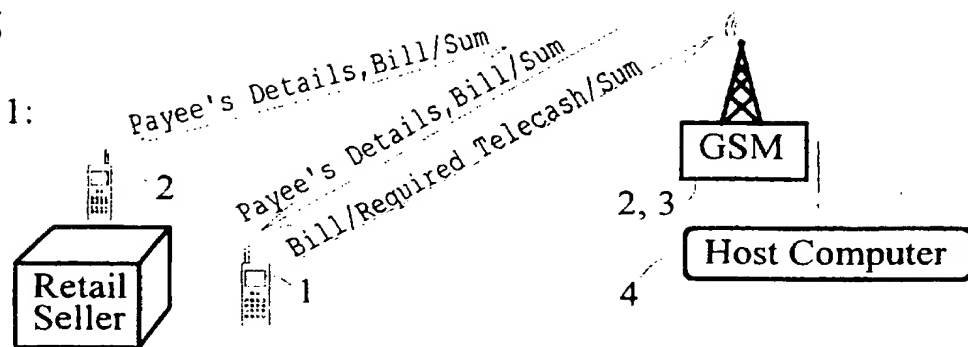 1:
Payee's Details,Bill/Sum
Payee's Details,Bill/Sum
Bill/Required Telecash/Sum
GSM
2
2, 3
Host Computer
Retail
Seller
1
4